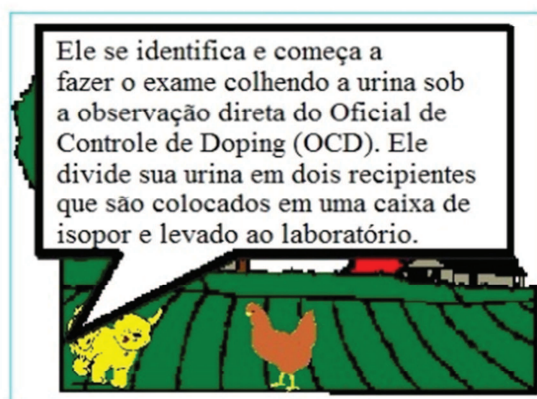 Ele se identifica e começa a
fazer o exame colhendo a urina sob
a observação direta do Oficial de
Controle de Doping (OCD). Ele
divide sua urina em dois recipientes
que são colocados em uma caixa de
isopor e levado ao laboratório.